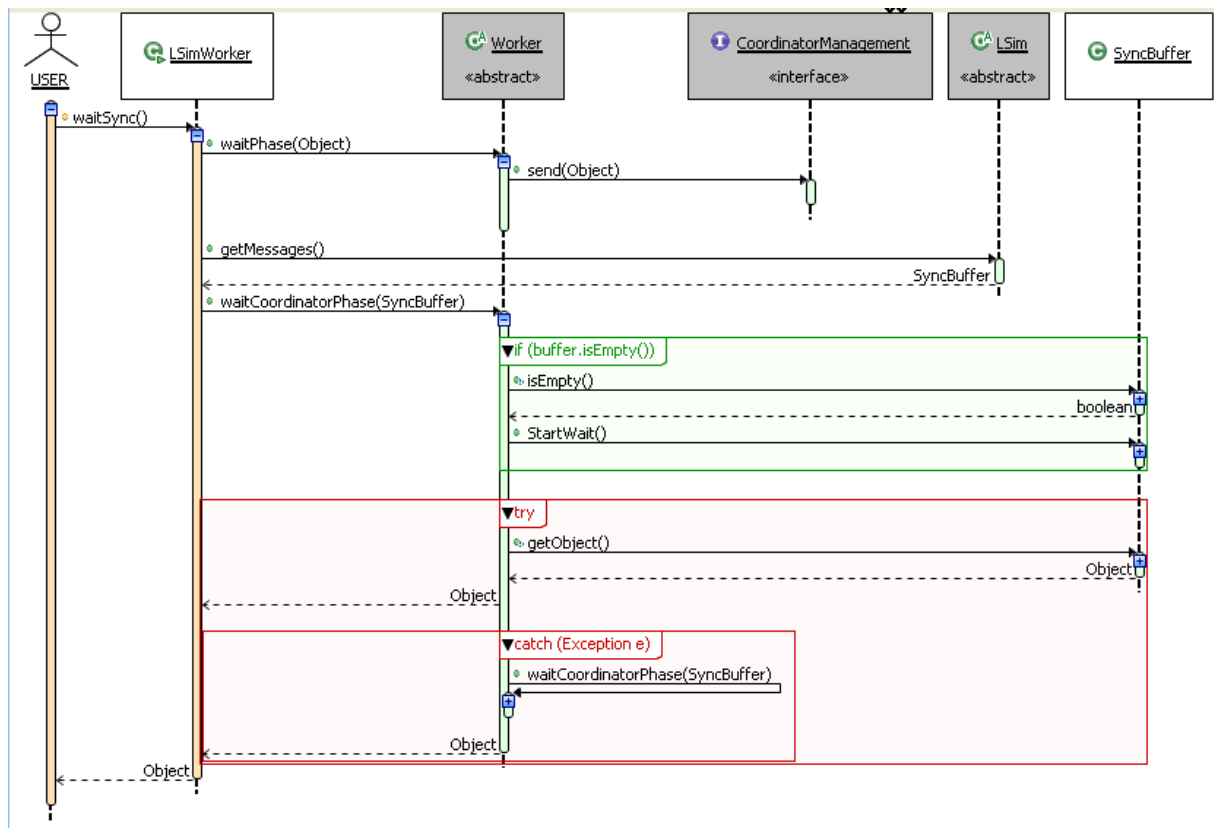 USER
LSimWorker
Worker
«abstract»
CoordinatorManagement
«interface»
LSim
«abstract»
SyncBuffer
waitSync()
waitPhase(Object)
send(Object)
getMessages()
SyncBuffer
waitCoordinatorPhase(SyncBuffer)
if (buffer.isEmpty())
isEmpty()
boolean
StartWait()
try
getObject()
Object
Object
catch (Exception e)
waitCoordinatorPhase(SyncBuffer)
Object
Object